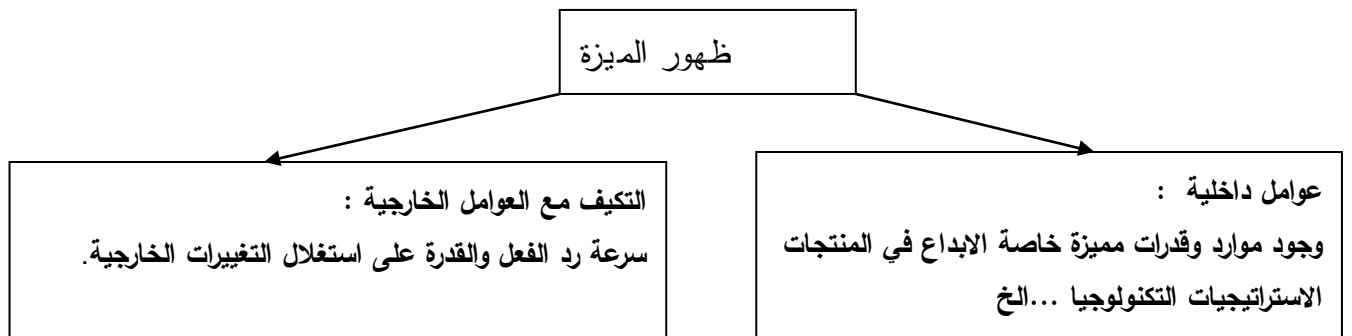 ظهور الميزة
عوامل داخلية :
وجود موارد وقدرات مميزة خاصة الابداع في المنتجات
الاستراتيجيات التكنولوجيا ...الخ
التكيف مع العوامل الخارجية :
سرعة رد الفعل والقدرة على استغلال التغييرات الخارجية.